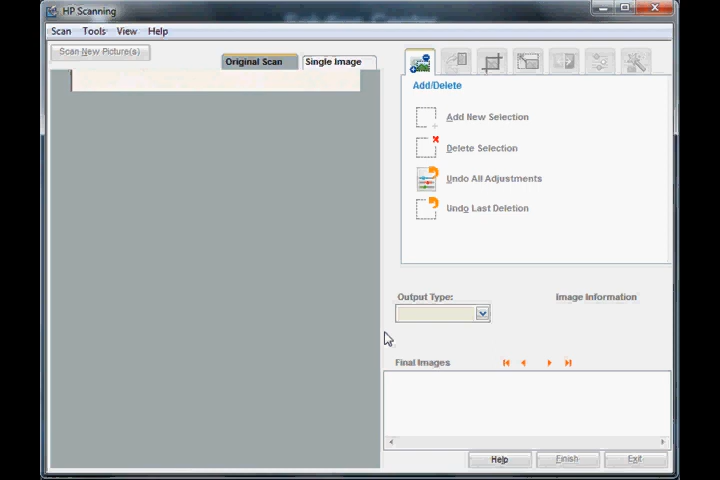 HP Scanning
Scan Tools View Help
Scan New Picture(s)
Original Scan Single Image
Add/Delete
Add New Selection
Delete Selection
Undo All Adjustments
Undo Last Deletion
Output Type: Image Information
Final Images
Help Finish Exit